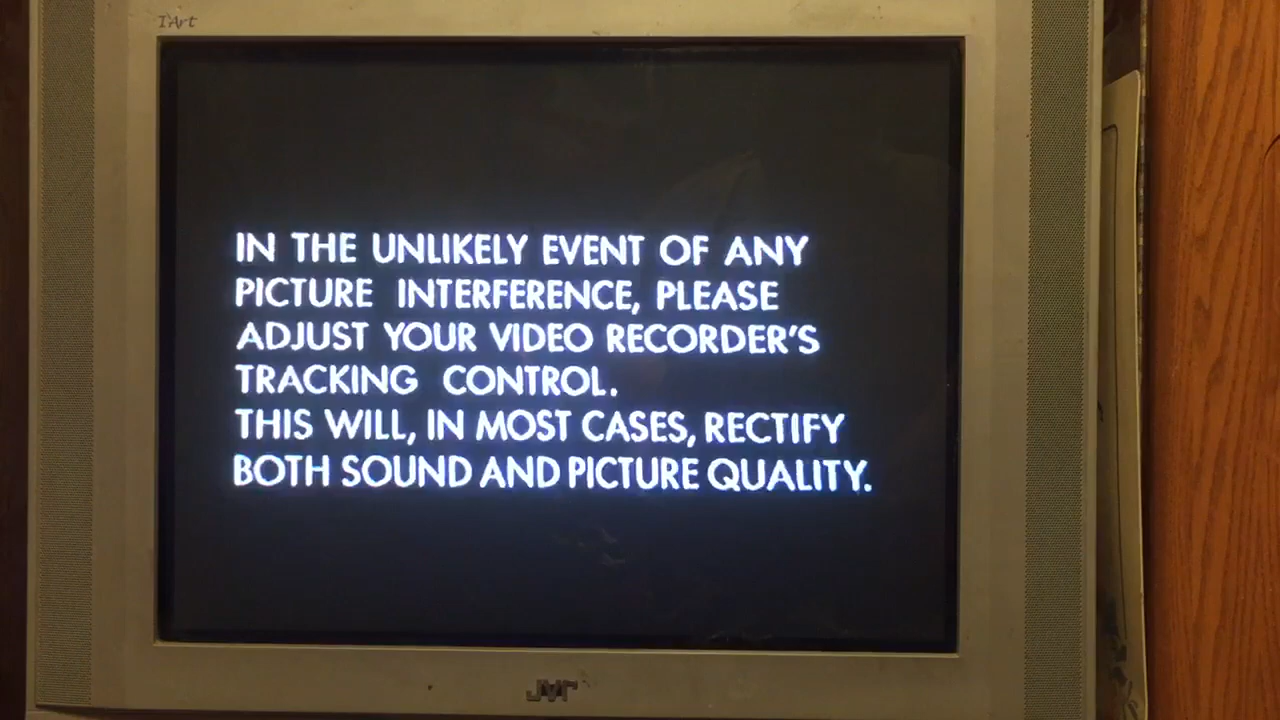 I'Art
IN THE UNLIKELY EVENT OF ANY
PICTURE INTERFERENCE, PLEASE
ADJUST YOUR VIDEO RECORDER'S
TRACKING CONTROL.
THIS WILL, IN MOST CASES, RECTIFY
BOTH SOUND AND PICTURE QUALITY.
JVC